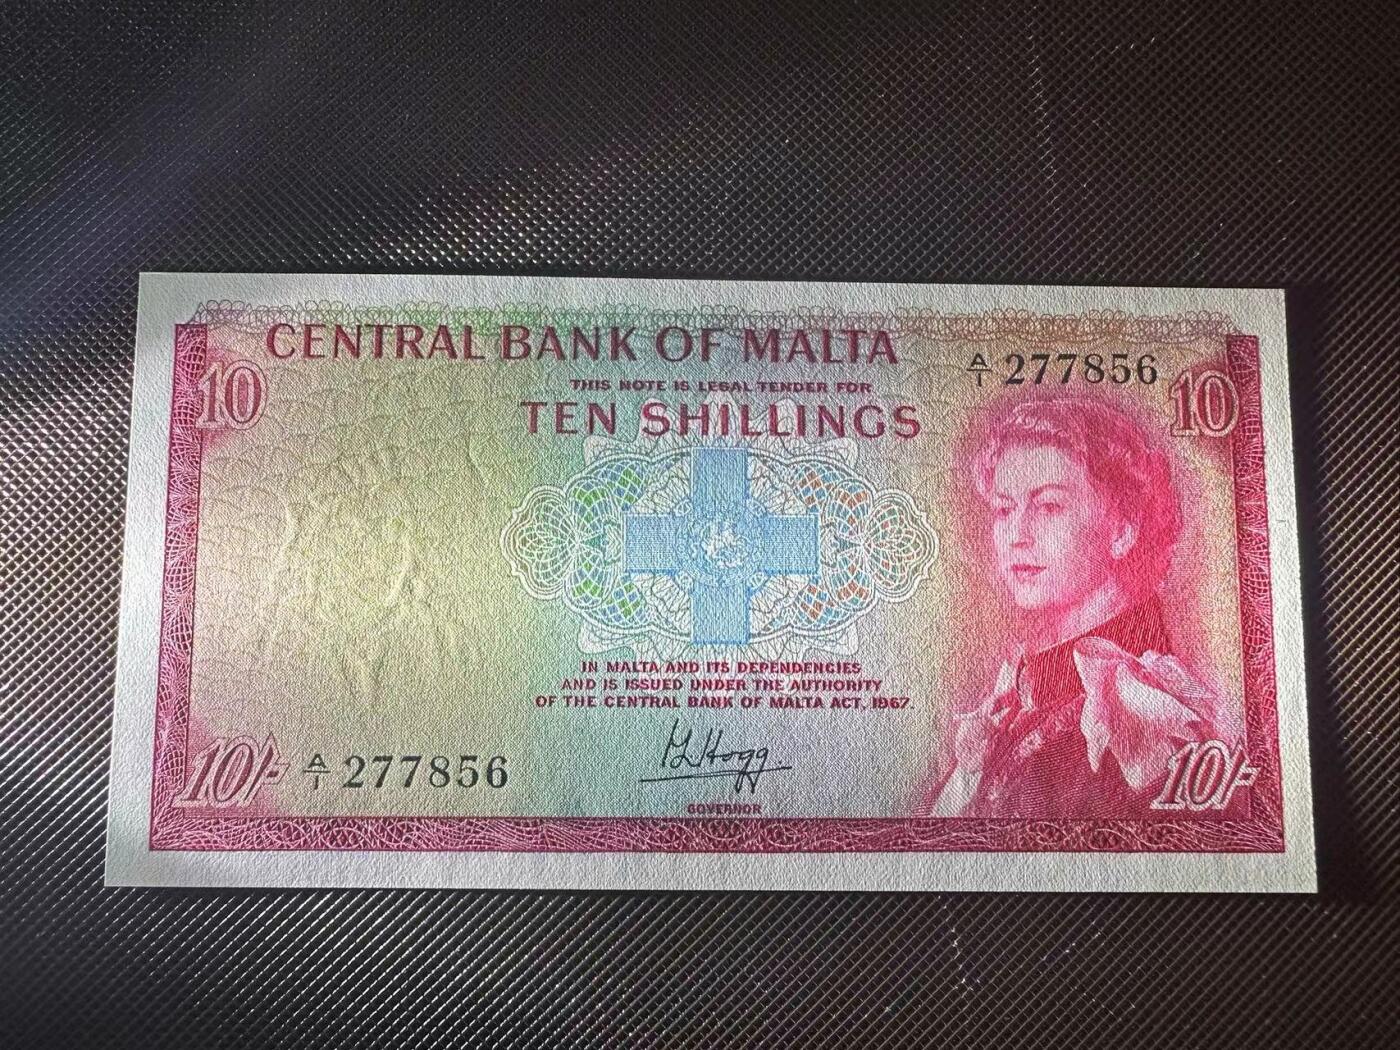 CENTRAL BANK OF MALTA
A/1 277856
10
10
THIS NOTE IS LEGAL TENDER FOR
TEN SHILLINGS
IN MALTA AND ITS DEPENDENCIES
AND IS ISSUED UNDER THE AUTHORITY
OF THE CENTRAL BANK OF MALTA ACT, 1967.
10/-
A/1 277856
Hogg
GOVERNOR
10/-